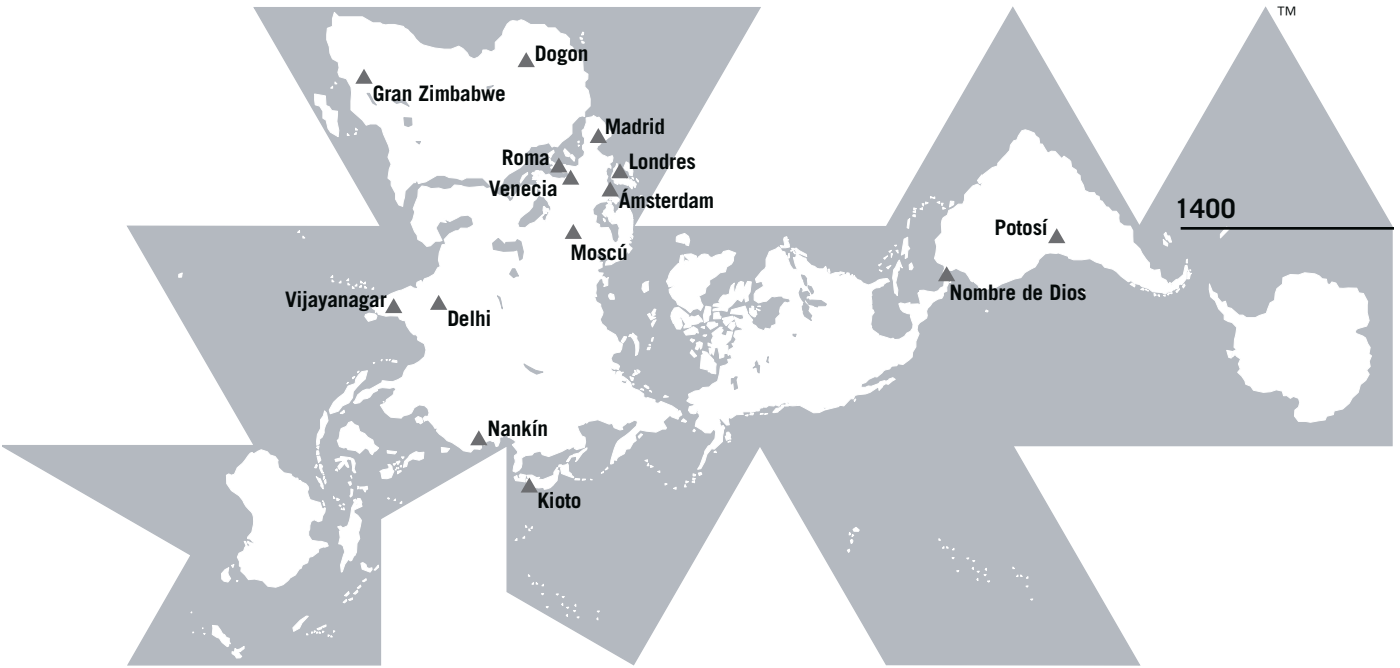 TM
Dogon
Gran Zimbabwe
Madrid
Roma
Londres
Venecia
Ámsterdam
1400
Potosí
Moscú
Nombre de Dios
Vijayanagar
Delhi
Nankín
Kioto